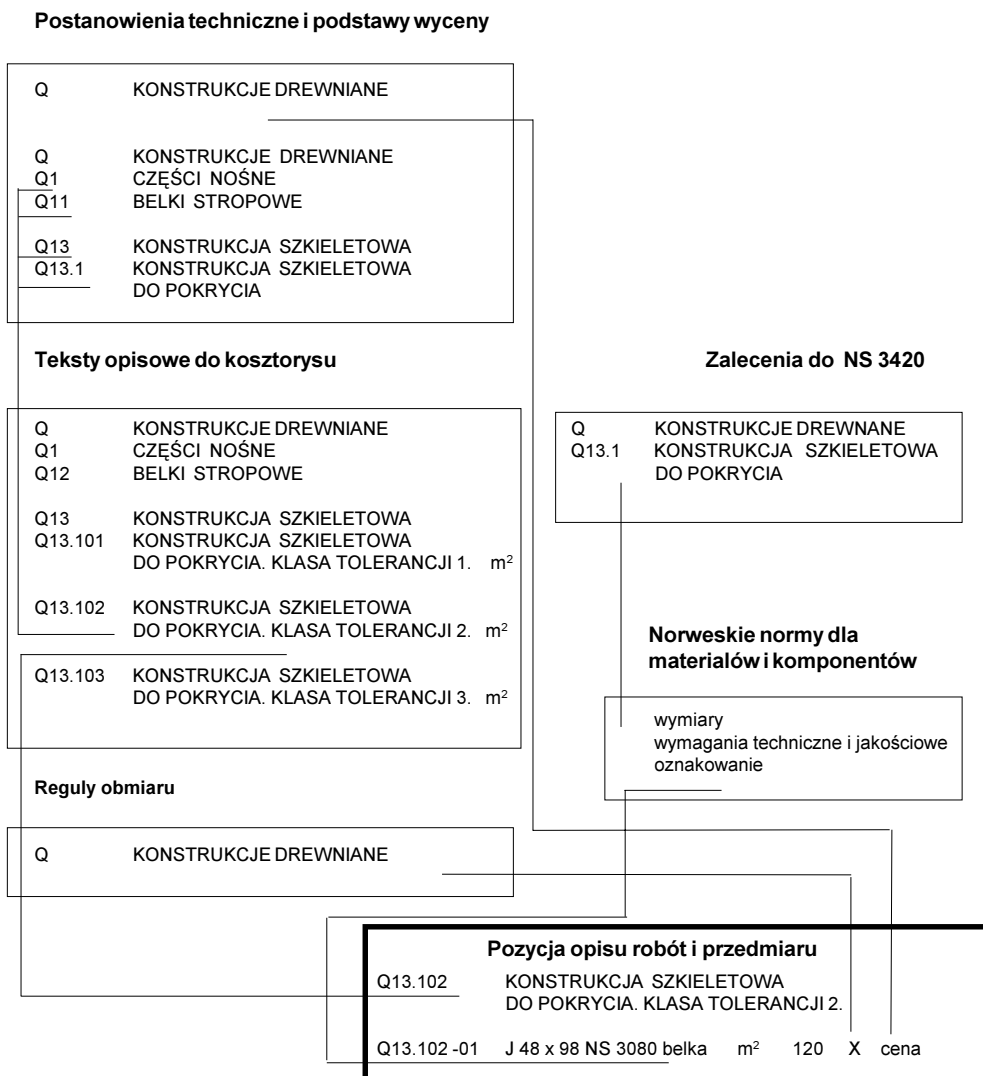 Postanowienia techniczne i podstawy wyceny
Q KONSTRUKCJE DREWNIANE
Q KONSTRUKCJE DREWNIANE
Q1 CZĘŚCI NOŚNE
Q11 BELKI STROPOWE
Q13 KONSTRUKCJA SZKIELETOWA
Q13.1 KONSTRUKCJA SZKIELETOWA
DO POKRYCIA
Teksty opisowe do kosztorysu
Q KONSTRUKCJE DREWNIANE
Q1 CZĘŚCI NOŚNE
Q12 BELKI STROPOWE
Q13 KONSTRUKCJA SZKIELETOWA
Q13.101 KONSTRUKCJA SZKIELETOWA
DO POKRYCIA. KLASA TOLERANCJI 1. m²
Q13.102 KONSTRUKCJA SZKIELETOWA
DO POKRYCIA. KLASA TOLERANCJI 2. m²
Q13.103 KONSTRUKCJA SZKIELETOWA
DO POKRYCIA. KLASA TOLERANCJI 3. m²
Zalecenia do NS 3420
Q KONSTRUKCJE DREWNANE
Q13.1 KONSTRUKCJA SZKIELETOWA
DO POKRYCIA
Norweskie normy dla
materialów i komponentów
wymiary
wymagania techniczne i jakościowe
oznakowanie
Reguly obmiaru
Q KONSTRUKCJE DREWNIANE
Pozycja opisu robót i przedmiaru
Q13.102 KONSTRUKCJA SZKIELETOWA
DO POKRYCIA. KLASA TOLERANCJI 2.
Q13.102 -01 J 48 x 98 NS 3080 belka m² 120 X cena